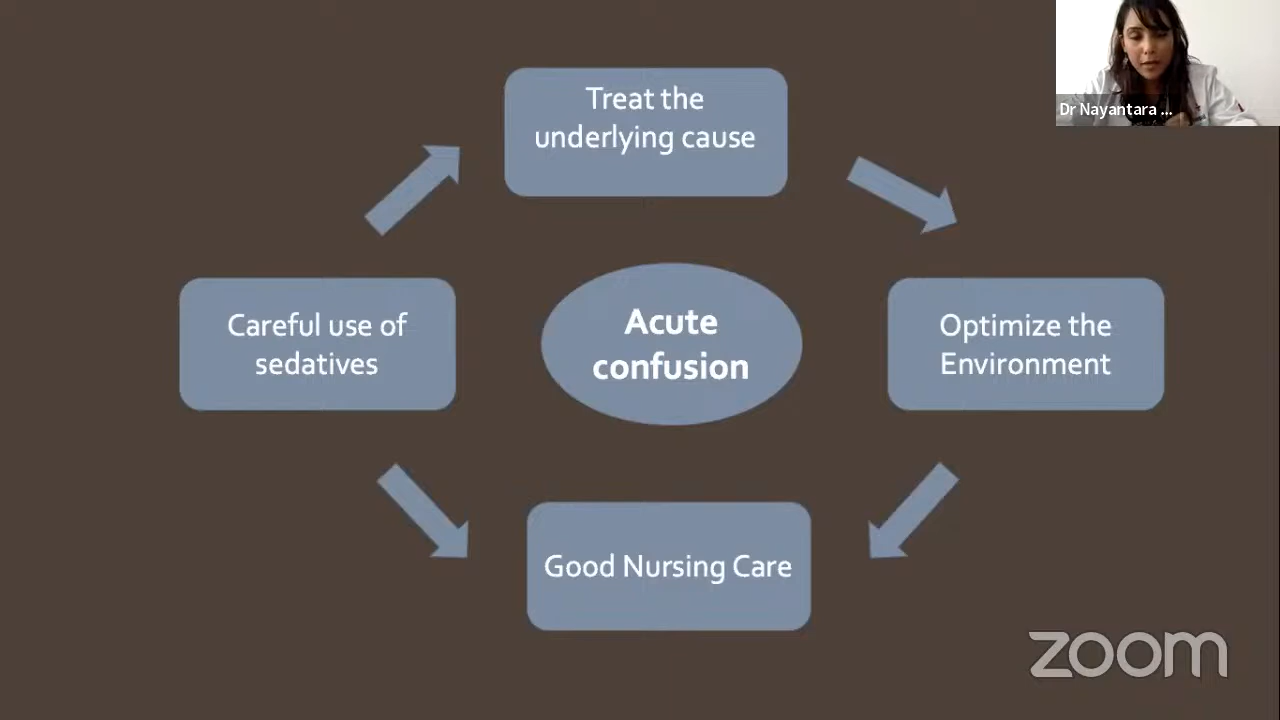 Dr Nayantara ...
Treat the
underlying cause
Careful use of
sedatives
Acute
confusion
Optimize the
Environment
Good Nursing Care
zoom